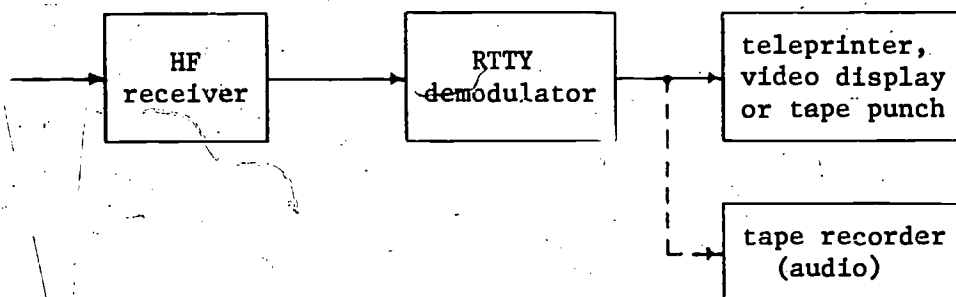 HF
receiver
RTTY
demodulator
teleprinter,
video display
or tape punch
tape recorder
(audio)